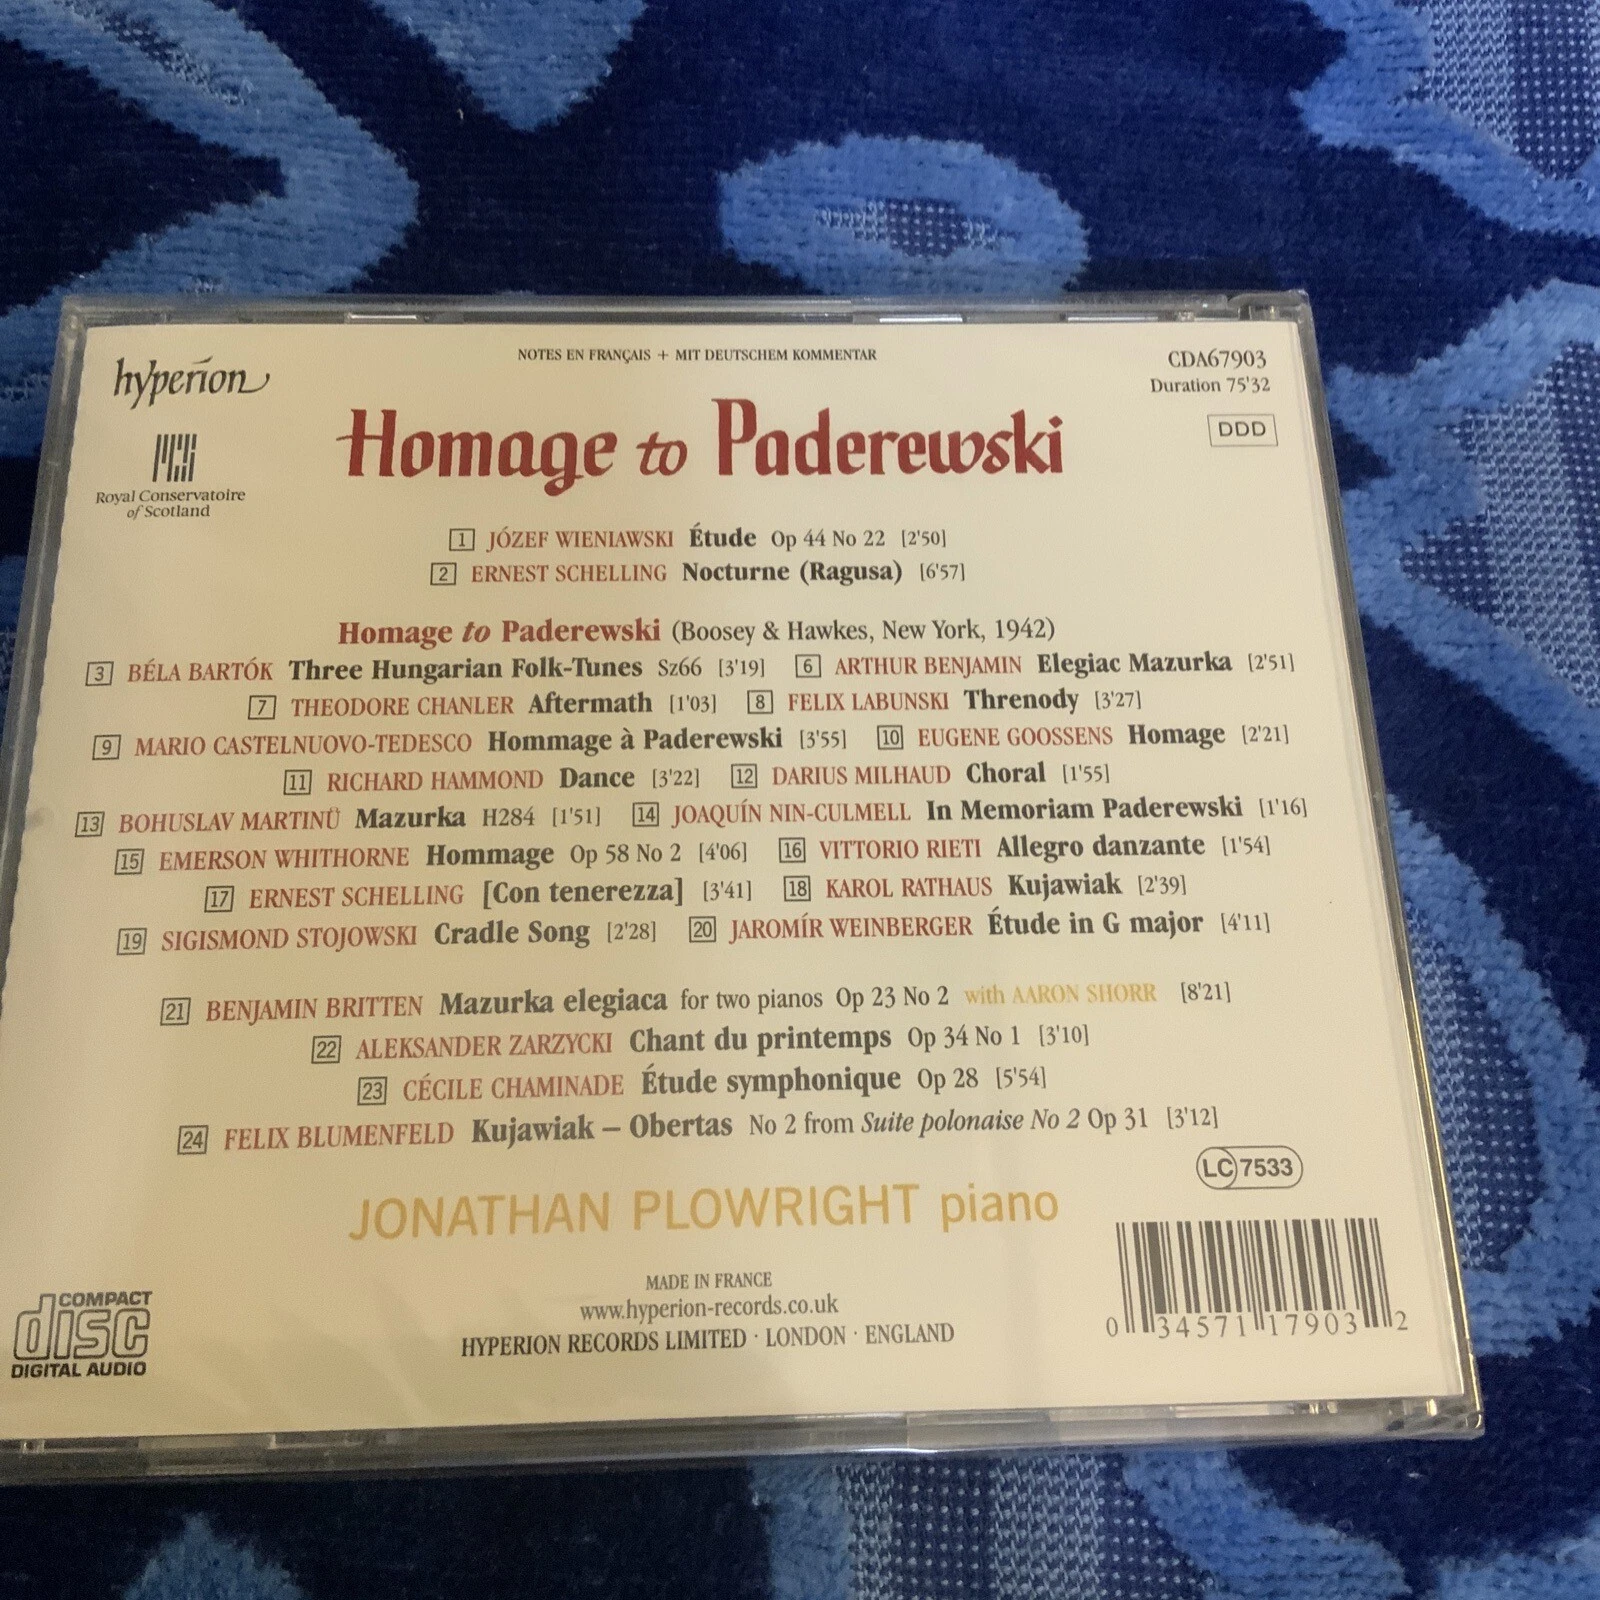 NOTES EN FRANÇAIS + MIT DEUTSCHEM KOMMENTAR
hyperion
CDA67903
Duration 75'32
DDD
Royal Conservatoire
of Scotland
Homage to Paderewski
1 JÓZEF WIENIAWSKI Étude Op 44 No 22 [2'50]
2 ERNEST SCHELLING Nocturne (Ragusa) [6'57]
Homage to Paderewski (Boosey & Hawkes, New York, 1942)
3 BÉLA BARTÓK Three Hungarian Folk-Tunes Sz66 [3'19] 6 ARTHUR BENJAMIN Elegiac Mazurka [2'51]
7 THEODORE CHANLER Aftermath [1'03] 8 FELIX LABUNSKI Threnody [3'27]
9 MARIO CASTELNUOVO-TEDESCO Hommage à Paderewski [3'55] 10 EUGENE GOOSSENS Homage [2'21]
11 RICHARD HAMMOND Dance [3'22] 12 DARIUS MILHAUD Choral [1'55]
13 BOHUSLAV MARTINŮ Mazurka H284 [1'51] 14 JOAQUÍN NIN-CULMELL In Memoriam Paderewski [1'16]
15 EMERSON WHITHORNE Hommage Op 58 No 2 [4'06] 16 VITTORIO RIETI Allegro danzante [1'54]
17 ERNEST SCHELLING [Con tenerezza] [3'41] 18 KAROL RATHAUS Kujawiak [2'39]
19 SIGISMOND STOJOWSKI Cradle Song [2'28] 20 JAROMÍR WEINBERGER Étude in G major [4'11]
21 BENJAMIN BRITTEN Mazurka elegiaca for two pianos Op 23 No 2 with AARON SHORR [8'21]
22 ALEKSANDER ZARZYCKI Chant du printemps Op 34 No 1 [3'10]
23 CÉCILE CHAMINADE Étude symphonique Op 28 [5'54]
24 FELIX BLUMENFELD Kujawiak – Obertas No 2 from Suite polonaise No 2 Op 31 [3'12]
LC 7533
JONATHAN PLOWRIGHT piano
COMPACT
disc
DIGITAL AUDIO
MADE IN FRANCE
www.hyperion-records.co.uk
HYPERION RECORDS LIMITED · LONDON · ENGLAND
0 34571 17903 2